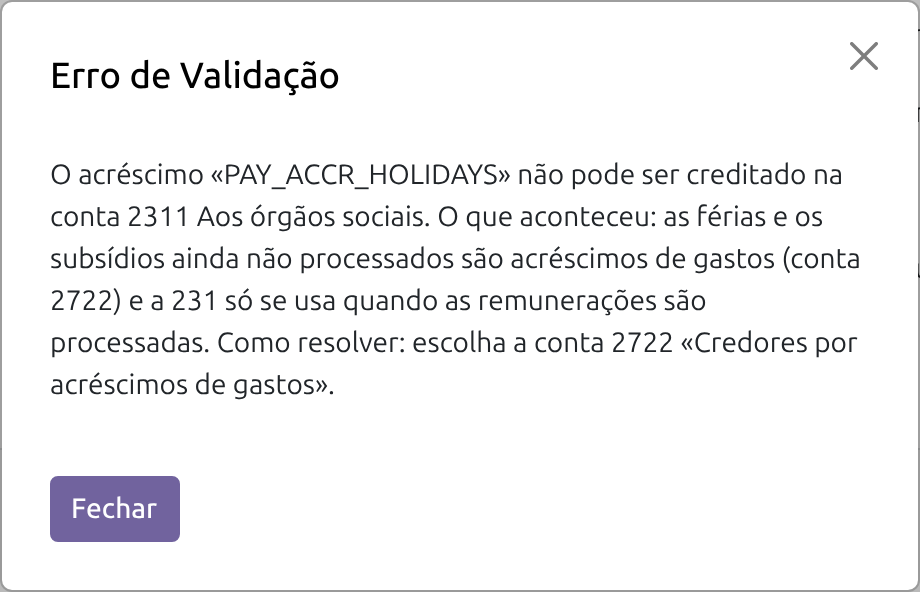 Erro de Validação
O acréscimo «PAY_ACCR_HOLIDAYS» não pode ser creditado na
conta 2311 Aos órgãos sociais. O que aconteceu: as férias e os
subsídios ainda não processados são acréscimos de gastos (conta
2722) e a 231 só se usa quando as remunerações são
processadas. Como resolver: escolha a conta 2722 «Credores por
acréscimos de gastos».
Fechar